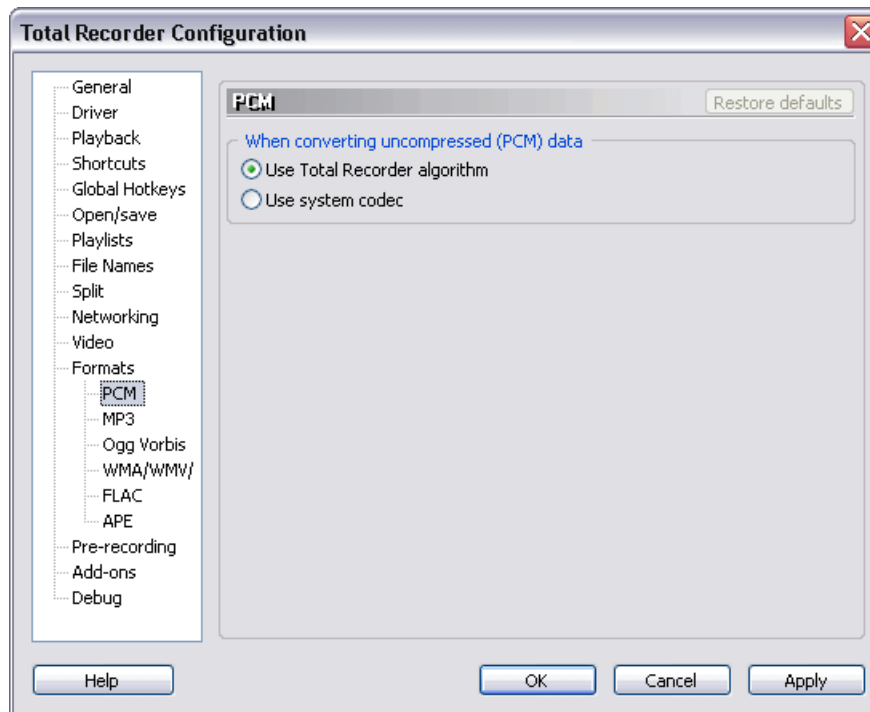 Total Recorder Configuration
General
Driver
Playback
Shortcuts
Global Hotkeys
Open/save
Playlists
File Names
Split
Networking
Video
Formats
PCM
MP3
Ogg Vorbis
WMA/WMV/
FLAC
APE
Pre-recording
Add-ons
Debug
PCM
Restore defaults
When converting uncompressed (PCM) data
Use Total Recorder algorithm
Use system codec
Help
OK
Cancel
Apply